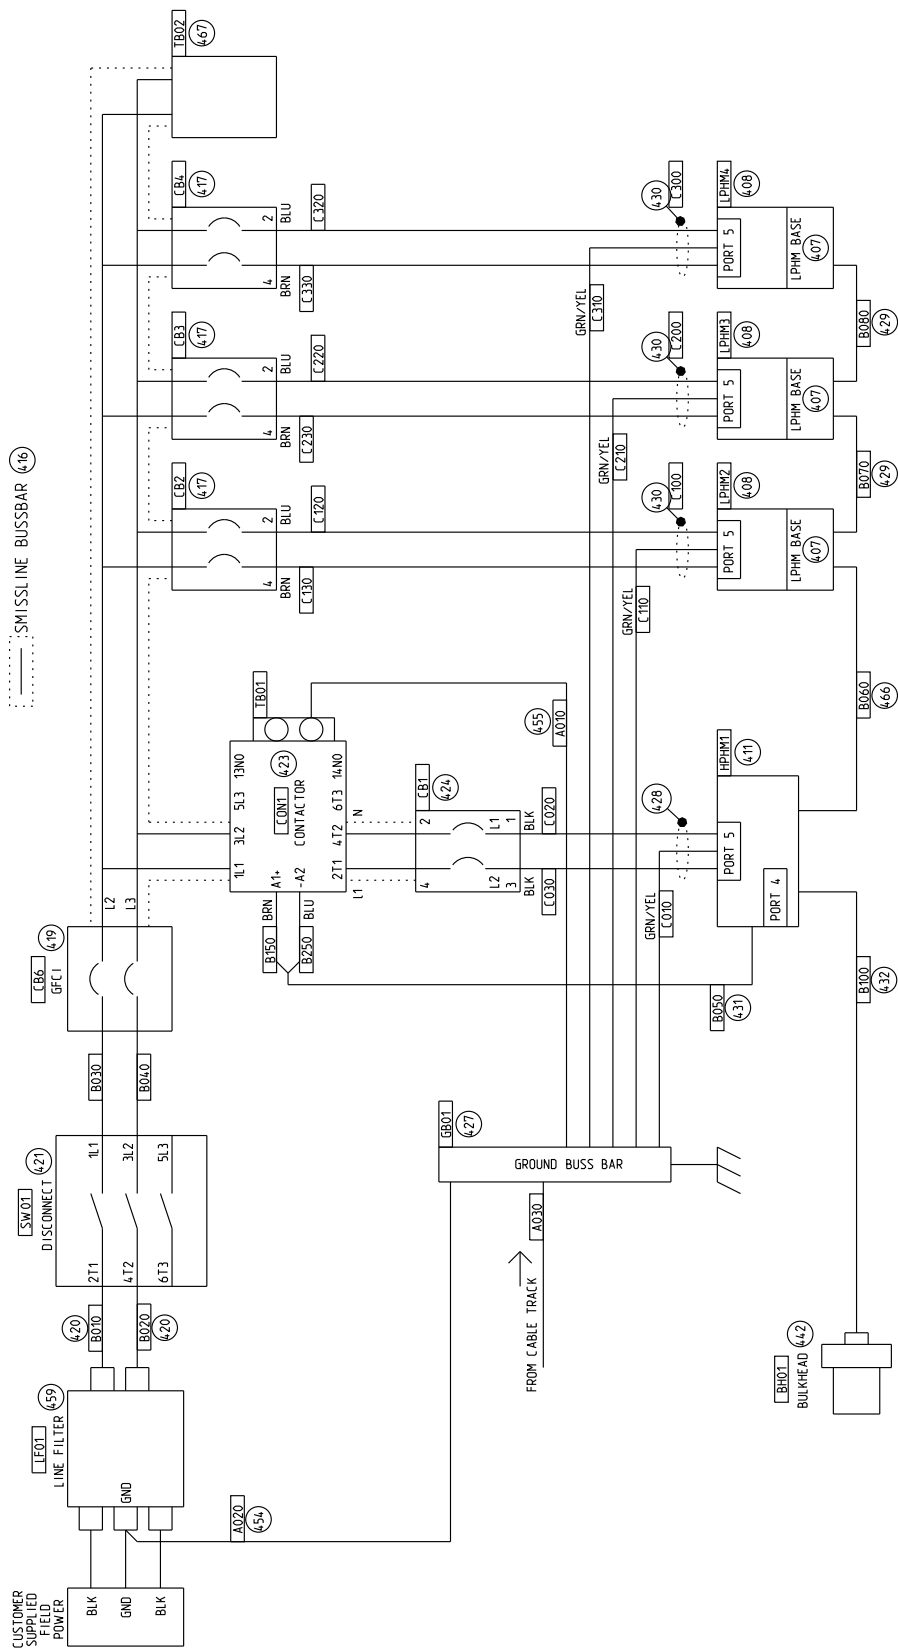 CUSTOMER
SUPPLIED
FIELD
POWER
BLK
GND
BLK
LF01
LINE FILTER
459
GND
A020
454
420
B010
B020
420
SW01
DISCONNECT
421
2T1
4T2
6T3
1L1
3L2
5L3
B030
B040
CB6
GFCI
419
L2
L3
SMISSLINE BUSSBAR
416
TB02
467
CB4
417
2
4
BLU
BRN
C320
C330
CB3
417
2
4
BLU
BRN
C220
C230
CB2
417
2
4
BLU
BRN
C120
C130
TB01
1L1
3L2
5L3
13NO
A1+
-A2
CON1
CONTACTOR
423
2T1
4T2
6T3
14NO
L1
N
BRN
BLU
B150
B250
CB1
424
2
4
L1
L2
1
3
BLK
BLK
C020
C030
455
A010
GRN/YEL
C310
GRN/YEL
C210
GRN/YEL
C110
GRN/YEL
C010
430
C300
430
C200
430
C100
428
LPHM4
408
PORT 5
LPHM BASE
407
LPHM3
408
PORT 5
LPHM BASE
407
LPHM2
408
PORT 5
LPHM BASE
407
HPHM1
411
PORT 5
PORT 4
B080
429
B070
429
B060
466
B100
432
B050
431
GB01
427
GROUND BUSS BAR
A030
FROM CABLE TRACK
BH01
BULKHEAD
442